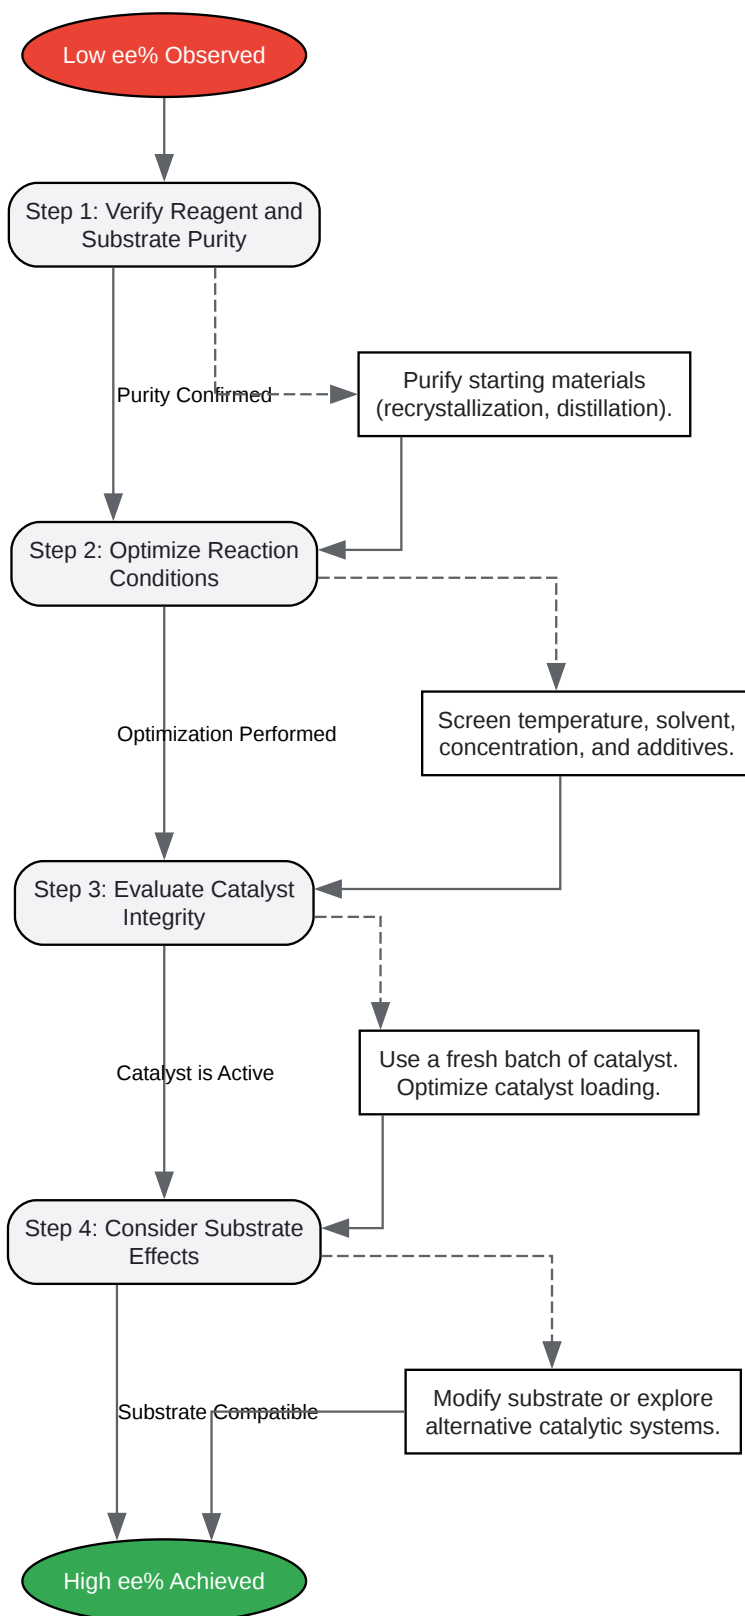 Low ee% Observed
Step 1: Verify Reagent and
Substrate Purity
Purity Confirmed
Purify starting materials
(recrystallization, distillation).
Step 2: Optimize Reaction
Conditions
Optimization Performed
Screen temperature, solvent,
concentration, and additives.
Step 3: Evaluate Catalyst
Integrity
Catalyst is Active
Use a fresh batch of catalyst.
Optimize catalyst loading.
Step 4: Consider Substrate
Effects
Substrate Compatible
Modify substrate or explore
alternative catalytic systems.
High ee% Achieved